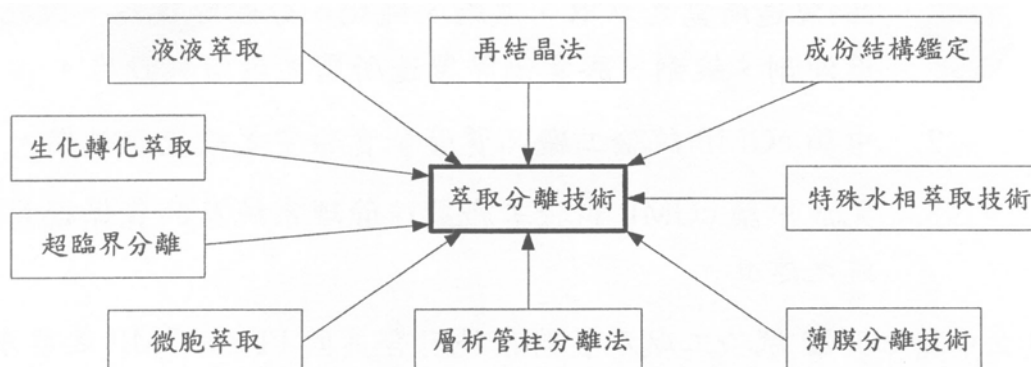 液液萃取
再結晶法
成份結構鑑定
生化轉化萃取
萃取分離技術
特殊水相萃取技術
超臨界分離
微胞萃取
層析管柱分離法
薄膜分離技術